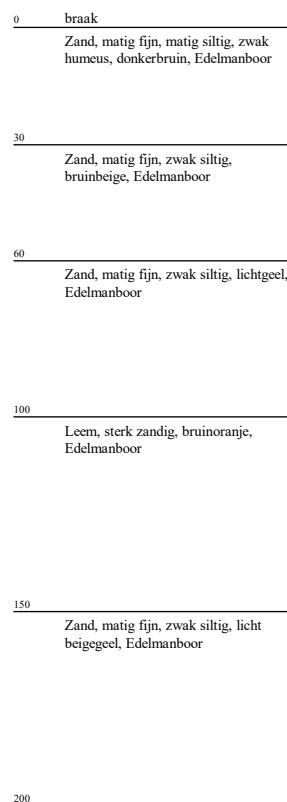 0 braak
Zand, matig fijn, matig siltig, zwak
humeus, donkerbruin, Edelmanboor
30
Zand, matig fijn, zwak siltig,
bruinbeige, Edelmanboor
60
Zand, matig fijn, zwak siltig, lichtgeel,
Edelmanboor
100
Leem, sterk zandig, bruinoranje,
Edelmanboor
150
Zand, matig fijn, zwak siltig, licht
beigegeel, Edelmanboor
200